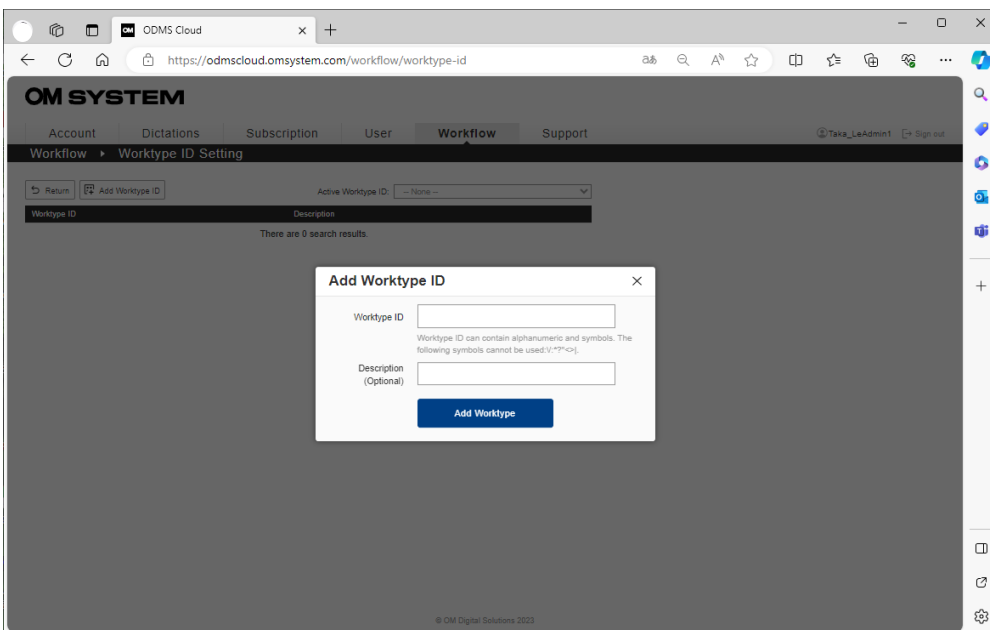 OM ODMS Cloud
https://odmscloud.omsystem.com/workflow/worktype-id
OM SYSTEM
Account Dictations Subscription User Workflow Support Taka_LeAdmin1 Sign out
Workflow Worktype ID Setting
Return Add Worktype ID Active Worktype ID: -- None --
Worktype ID Description
There are 0 search results.
Add Worktype ID
Worktype ID
Worktype ID can contain alphanumeric and symbols. The
following symbols cannot be used:\/:*?"<>|.
Description
(Optional)
Add Worktype
© OM Digital Solutions 2023